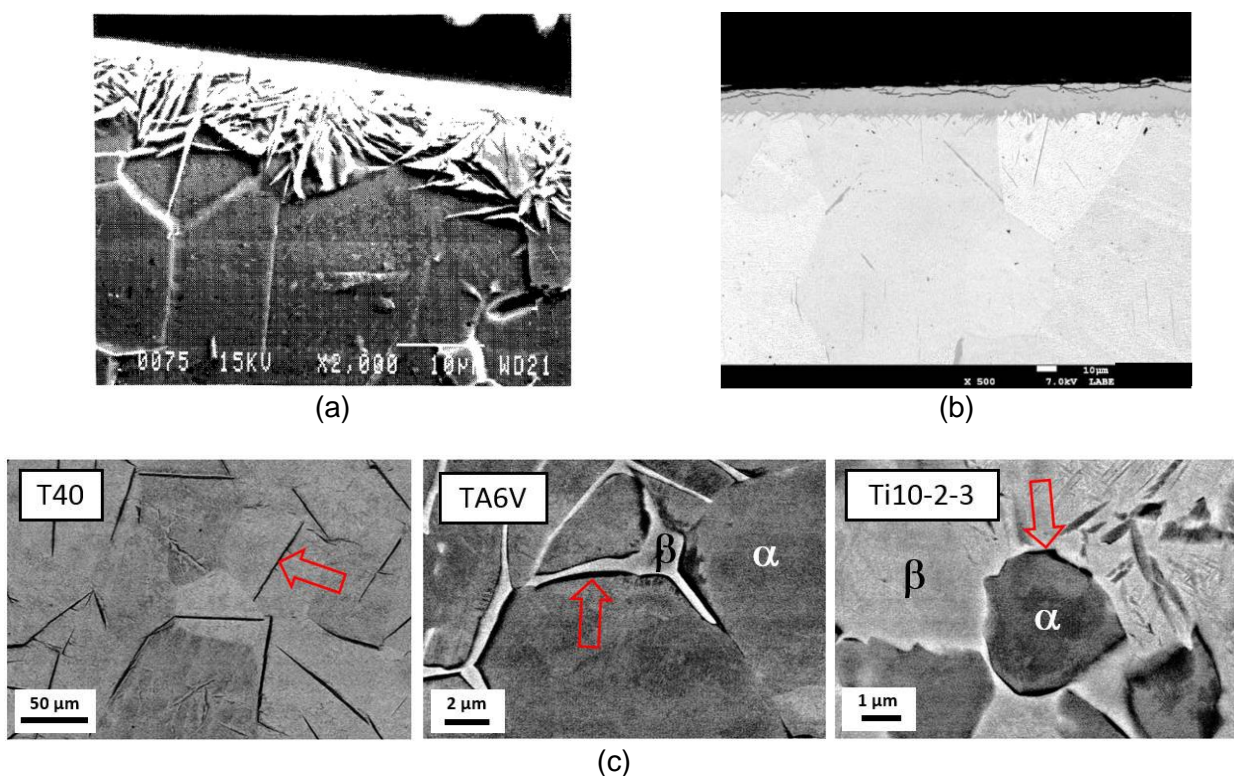 0075 15KV X2,000 10µm WD21
X 500 7.0kV LABE
10µm
(a)
(b)
T40
50 µm
TA6V
β
α
2 µm
Ti10-2-3
β
α
1 µm
(c)